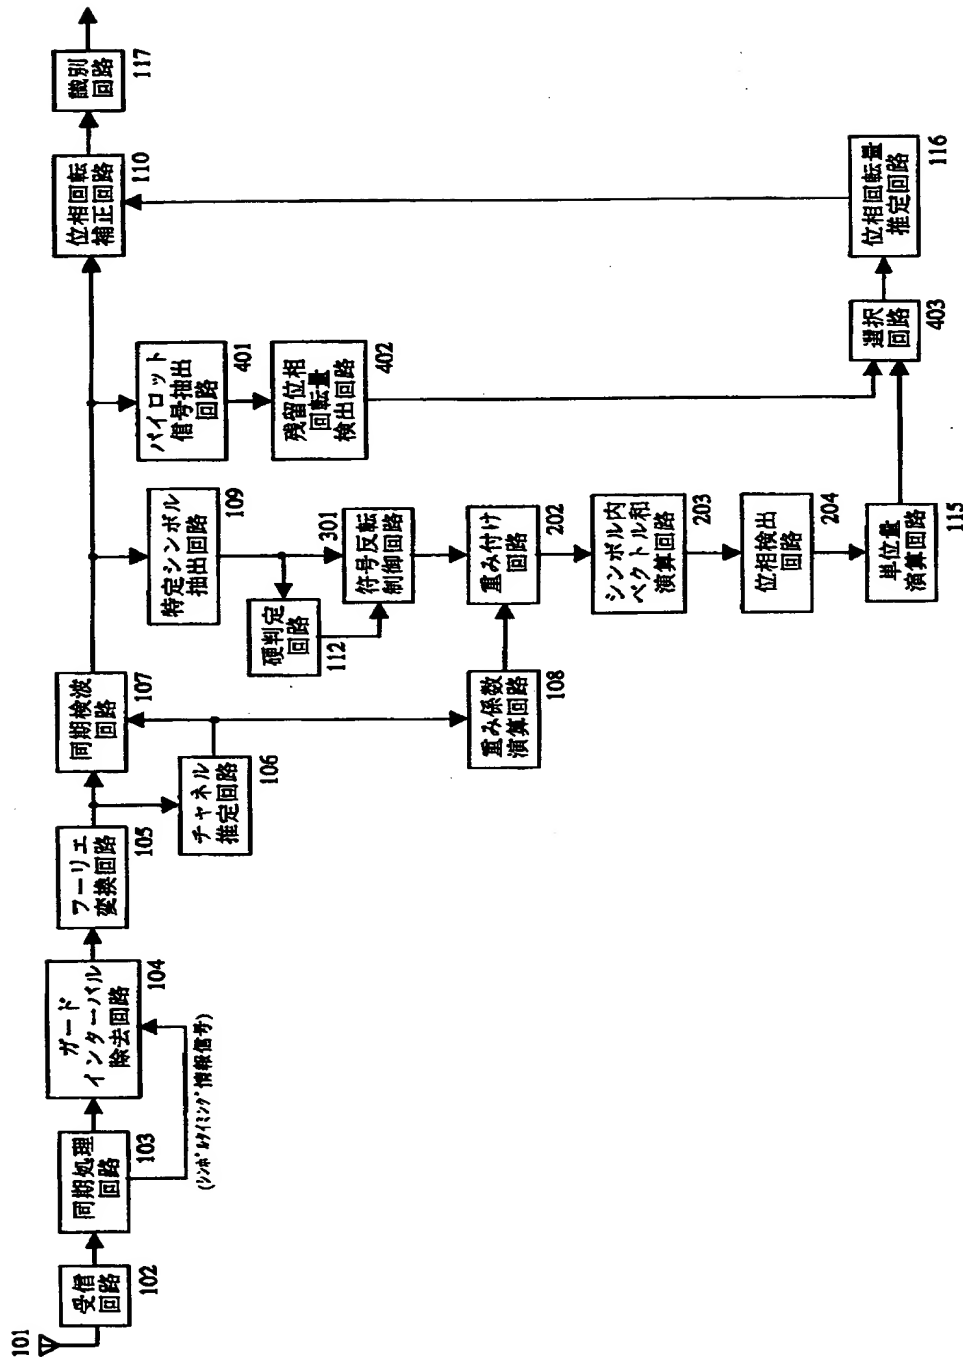 101
受信
回路
102
同期処理
回路
103
(シンボルタイミング情報信号)
ガード
インターバル
除去回路
104
フーリエ
変換回路
105
チャネル
推定回路
106
同期検波
回路
107
重み係数
演算回路
108
特定シンボル
抽出回路
109
硬判定
回路
112
符号反転
制御回路
301
重み付け
回路
202
シンボル内
ベクトル和
演算回路
203
位相検出
回路
204
単位量
演算回路
115
パイロット
信号抽出
回路
401
残留位相
回転量
検出回路
402
選択
回路
403
位相回転量
推定回路
116
位相回転
補正回路
110
識別
回路
117